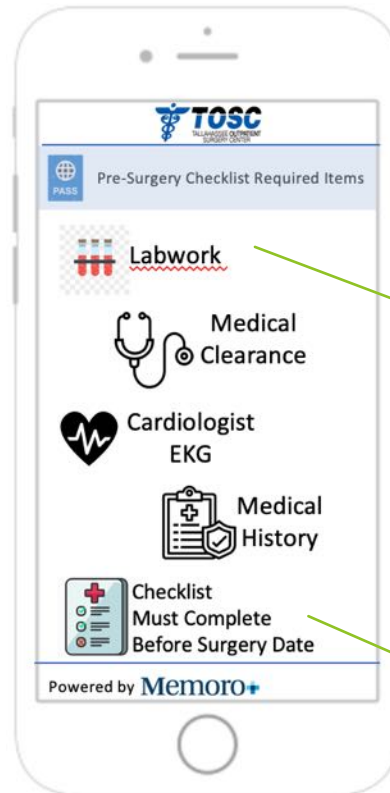 TOSC
TALLAHASSEE OUTPATIENT
SURGERY CENTER
PASS
Pre-Surgery Checklist Required Items
Labwork
Medical
Clearance
Cardiologist
EKG
Medical
History
Checklist
Must Complete
Before Surgery Date
Powered by Memoro+